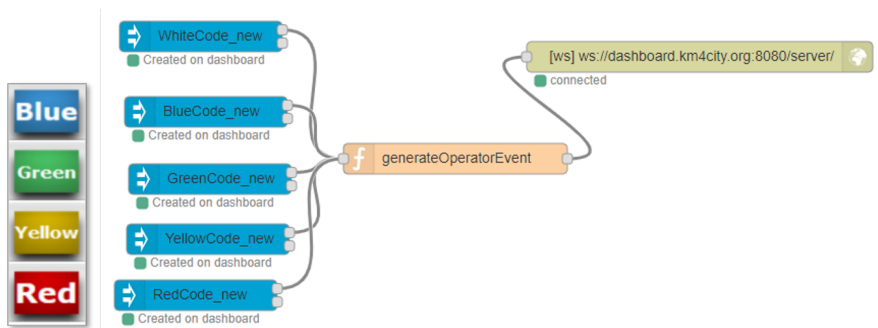 Blue
Green
Yellow
Red
WhiteCode_new
Created on dashboard
BlueCode_new
Created on dashboard
GreenCode_new
Created on dashboard
YellowCode_new
Created on dashboard
RedCode_new
Created on dashboard
generateOperatorEvent
[ws] ws://dashboard.km4city.org:8080/server/
connected